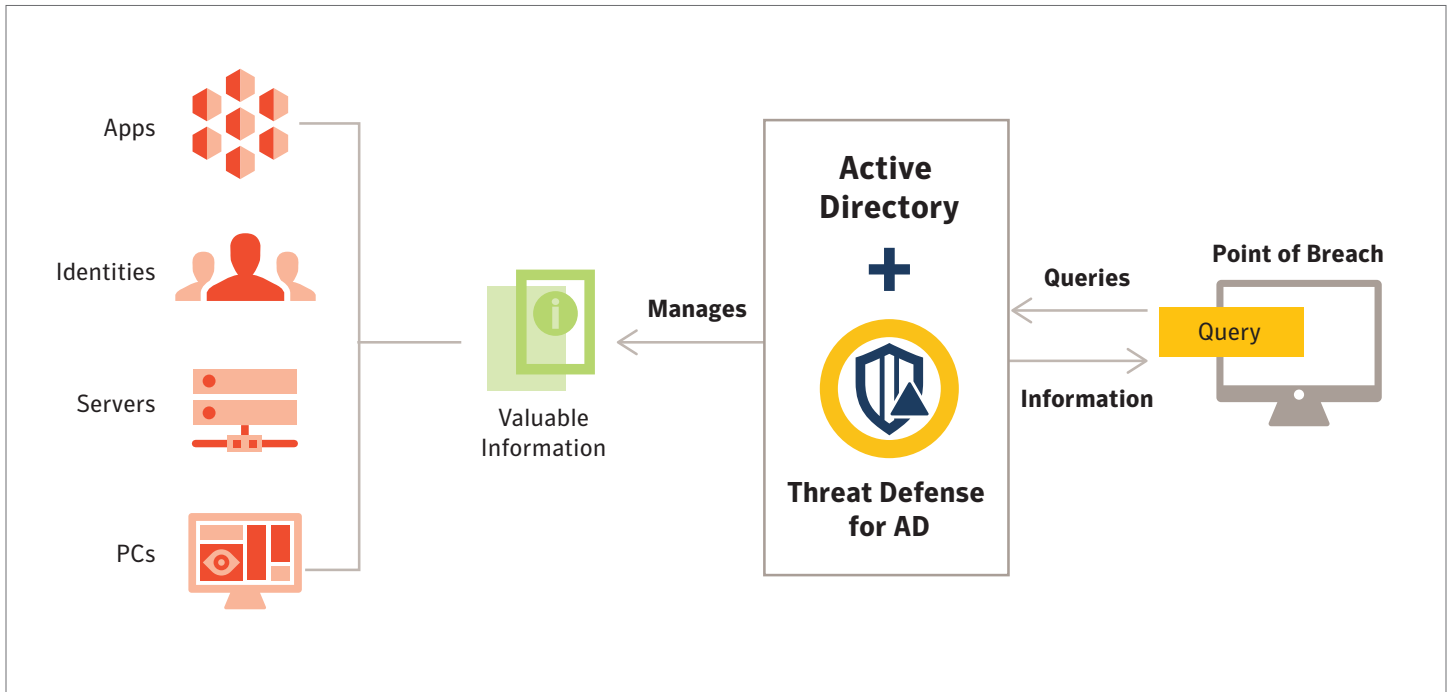 Apps
Identities
Servers
PCs
i
Valuable
Information
Manages
Active
Directory
+
Threat Defense
for AD
Queries
Information
Point of Breach
Query